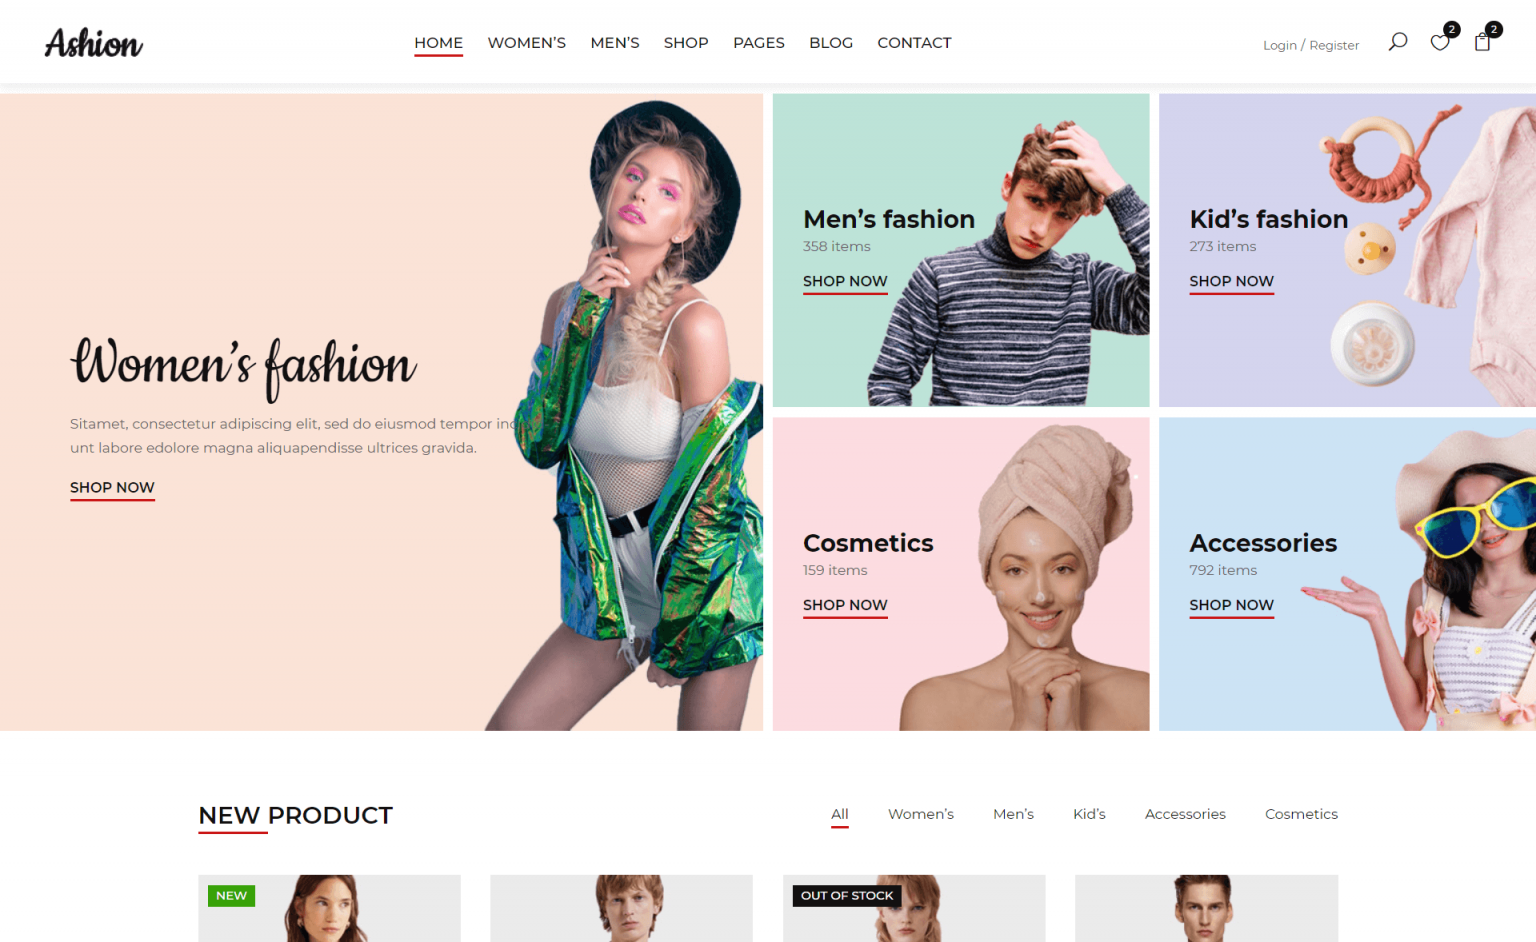 Ashion
HOME WOMEN'S MEN'S SHOP PAGES BLOG CONTACT
Login / Register
2
2
Women's fashion
Sitamet, consectetur adipiscing elit, sed do eiusmod tempor
unt labore edolore magna aliquapendisse ultrices gravida.
SHOP NOW
Men's fashion
358 items
SHOP NOW
Kid's fashion
273 items
SHOP NOW
Cosmetics
159 items
SHOP NOW
Accessories
792 items
SHOP NOW
NEW PRODUCT
All Women's Men's Kid's Accessories Cosmetics
NEW
OUT OF STOCK